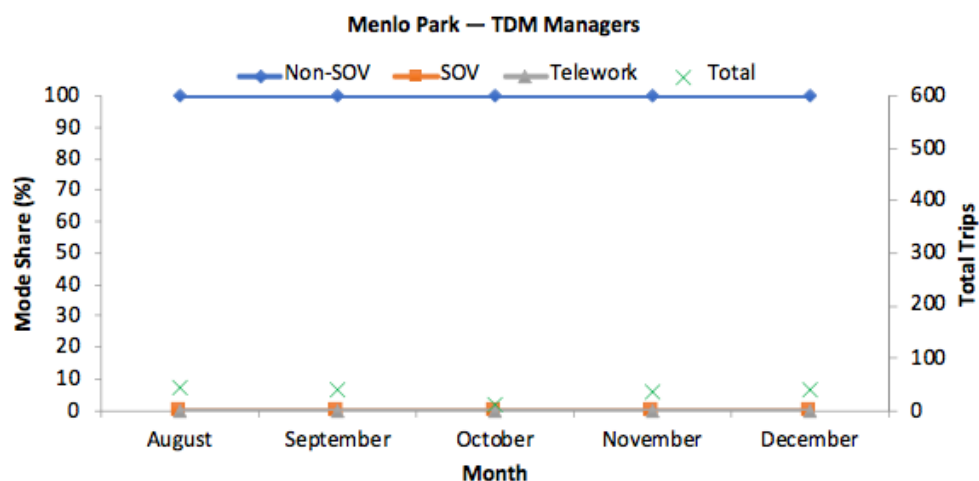 Menlo Park — TDM Managers
Non-SOV SOV Telework Total
100 600
90
80 500
70
60 400
50 300
40
30 200
20
10 100
0 0
Mode Share (%)
Total Trips
August September October November December
Month